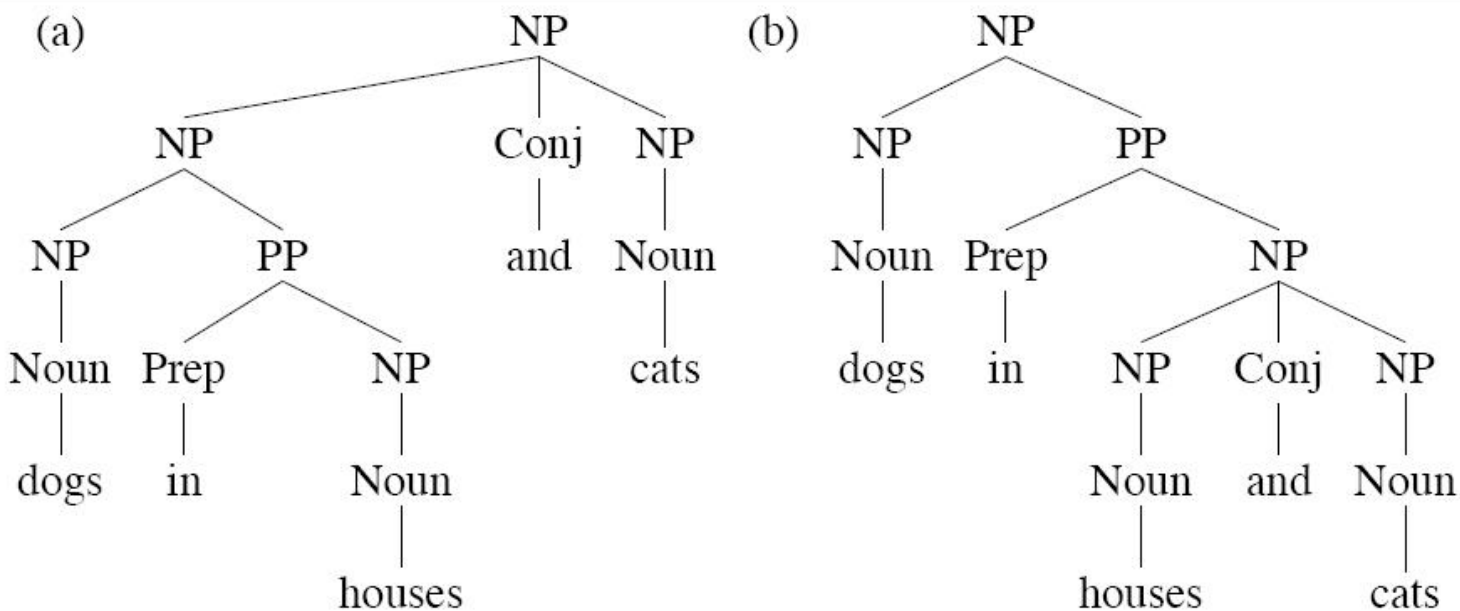 (a) NP (b) NP
NP Conj NP NP PP
NP PP and Noun Noun Prep NP
Noun Prep NP cats dogs in NP Conj NP
dogs in Noun Noun and Noun
houses houses cats